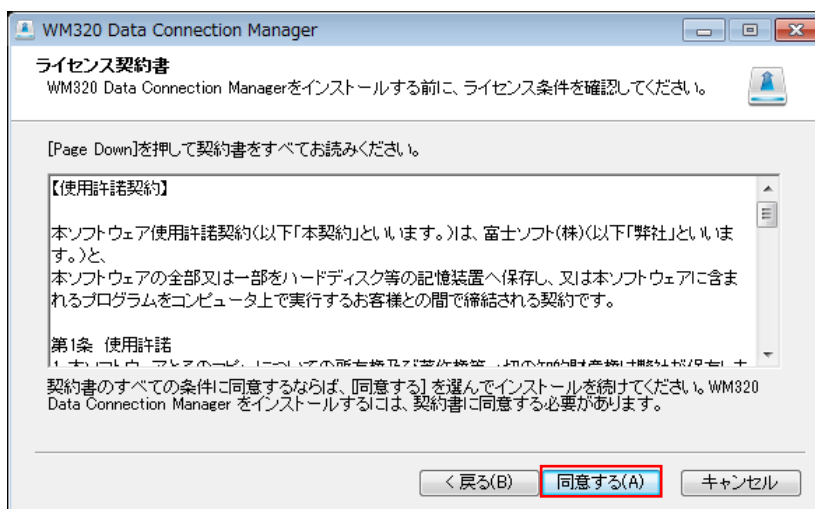 WM320 Data Connection Manager
ライセンス契約書
WM320 Data Connection Managerをインストールする前に、ライセンス条件を確認してください。
[Page Down]を押して契約書をすべてお読みください。
【使用許諾契約】
本ソフトウェア使用許諾契約(以下「本契約」といいます。)は、富士ソフト(株)(以下「弊社」といいま
す。)と、
本ソフトウェアの全部又は一部をハードディスク等の記憶装置へ保存し、又は本ソフトウェアに含ま
れるプログラムをコンピュータ上で実行するお客様との間で締結される契約です。
第1条 使用許諾
契約書のすべての条件に同意するならば、[同意する] を選んでインストールを続けてください。WM320
Data Connection Manager をインストールするには、契約書に同意する必要があります。
< 戻る(B)
同意する(A)
キャンセル